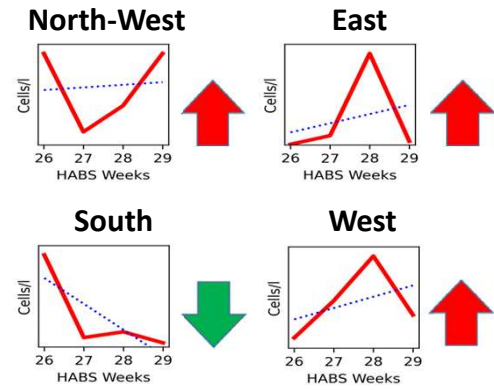 North-West
Cells/l
26 27 28 29
HABS Weeks
East
Cells/l
26 27 28 29
HABS Weeks
South
Cells/l
26 27 28 29
HABS Weeks
West
Cells/l
26 27 28 29
HABS Weeks